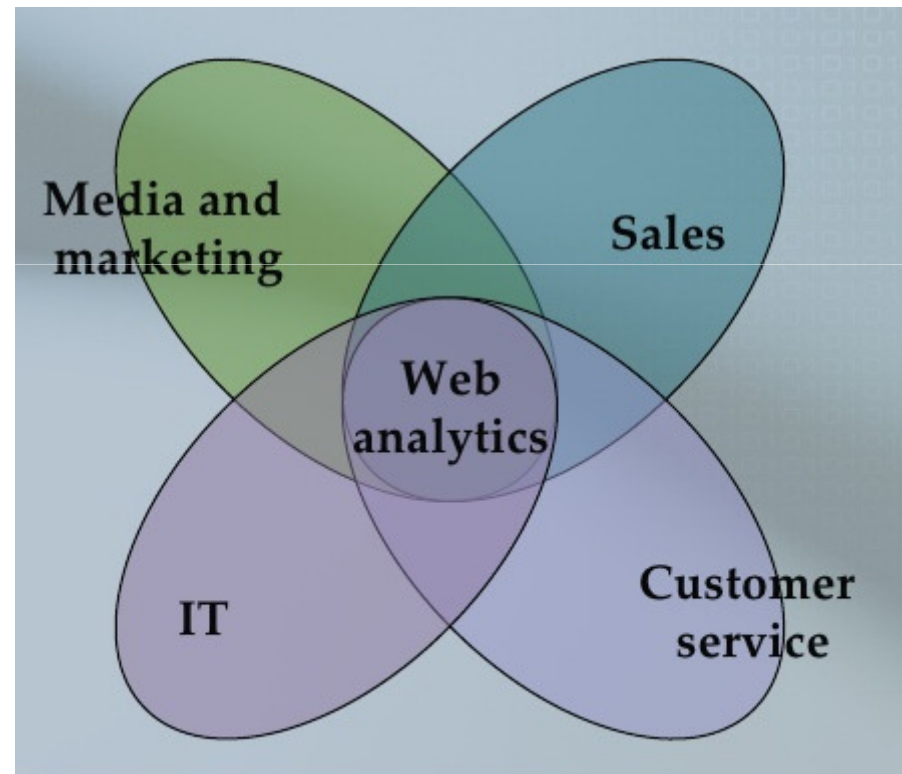 Media and
marketing
Sales
Web
analytics
IT
Customer
service